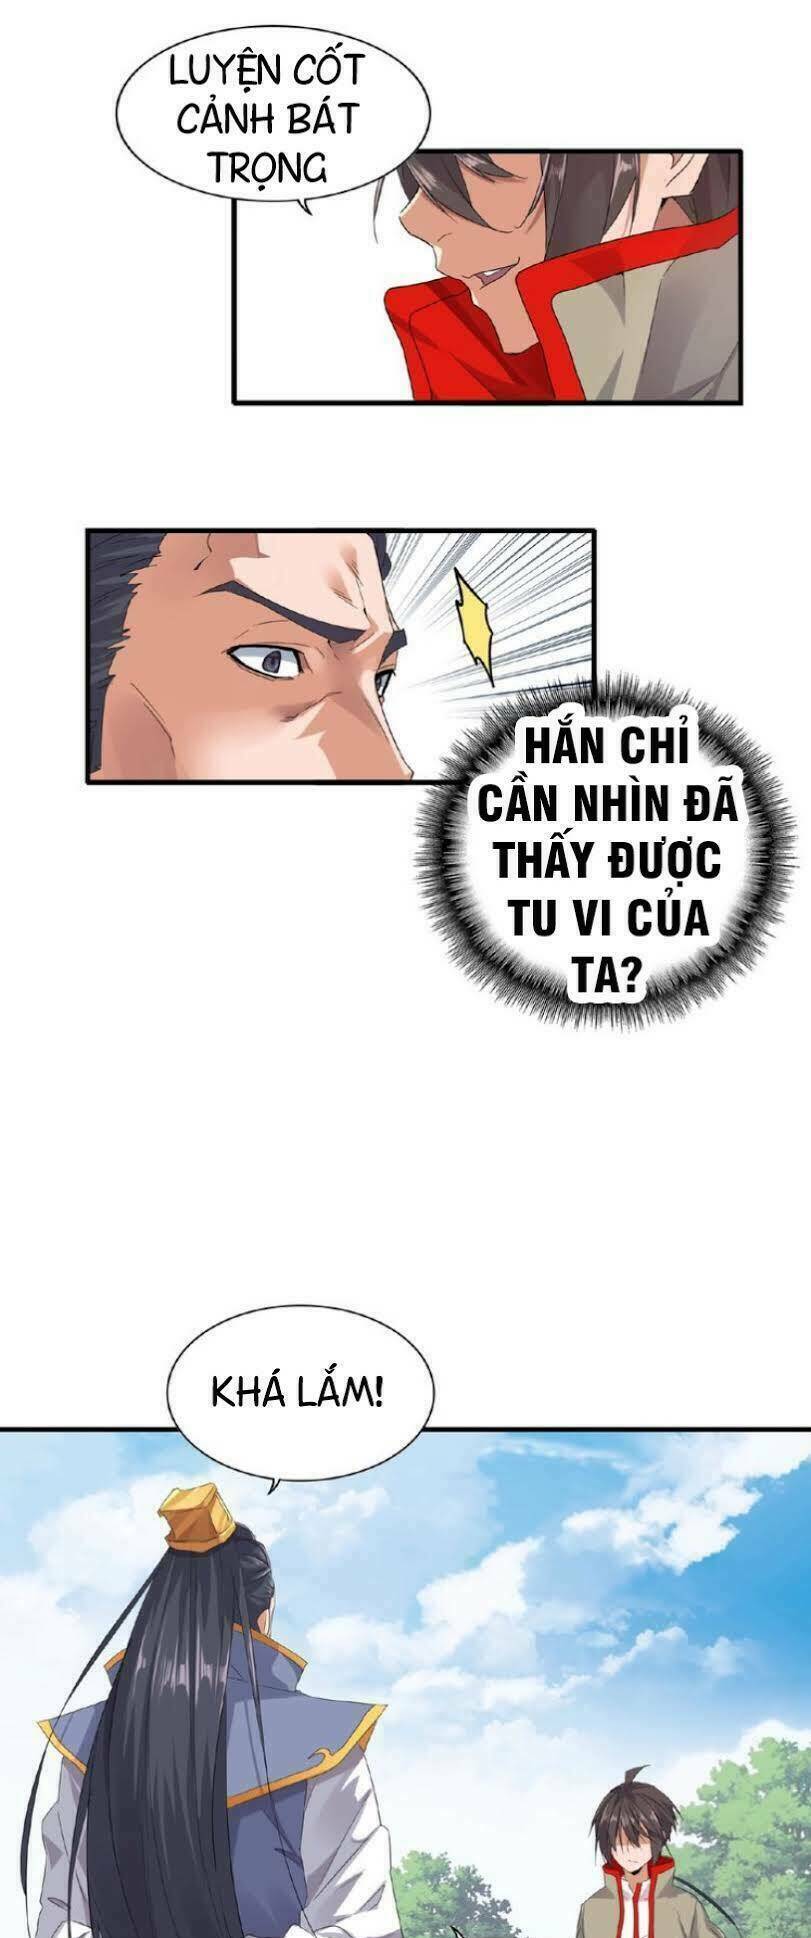 LUYỆN CỐT
CẢNH BÁT
TRỌNG
HẮN CHỈ
CẦN NHÌN ĐÃ
THẤY ĐƯỢC
TU VI CỦA
TA?
KHÁ LẮM!